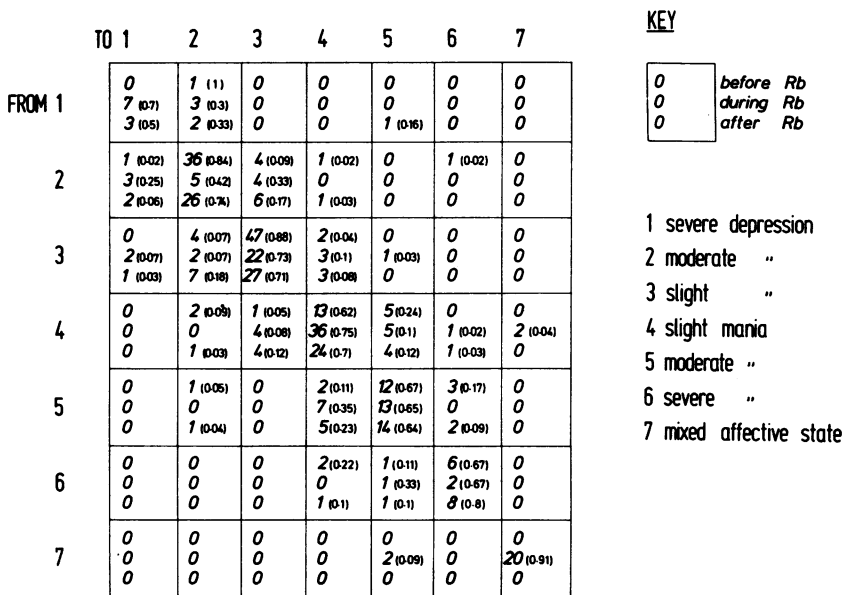 TO 1 2 3 4 5 6 7
FROM 1
0 1 (1) 0 0 0 0 0
7 (0.7) 3 (0.3) 0 0 0 0 0
3 (0.5) 2 (0.33) 0 0 1 (0.16) 0 0
2
1 (0.02) 36 (0.84) 4 (0.09) 1 (0.02) 0 1 (0.02) 0
3 (0.25) 5 (0.42) 4 (0.33) 0 0 0 0
2 (0.06) 26 (0.74) 6 (0.17) 1 (0.03) 0 0 0
3
0 4 (0.07) 47 (0.88) 2 (0.04) 0 0 0
2 (0.07) 2 (0.07) 22 (0.73) 3 (0.1) 1 (0.03) 0 0
1 (0.03) 7 (0.18) 27 (0.71) 3 (0.08) 0 0 0
4
0 2 (0.09) 1 (0.05) 13 (0.62) 5 (0.24) 0 0
0 0 4 (0.08) 36 (0.75) 5 (0.1) 1 (0.02) 2 (0.04)
0 1 (0.03) 4 (0.12) 24 (0.7) 4 (0.12) 1 (0.03) 0
5
0 1 (0.05) 0 2 (0.11) 12 (0.67) 3 (0.17) 0
0 0 0 7 (0.35) 13 (0.65) 0 0
0 1 (0.04) 0 5 (0.23) 14 (0.64) 2 (0.09) 0
6
0 0 0 2 (0.22) 1 (0.11) 6 (0.67) 0
0 0 0 0 1 (0.33) 2 (0.67) 0
0 0 0 1 (0.1) 1 (0.1) 8 (0.8) 0
7
0 0 0 0 0 0 0
0 0 0 0 2 (0.09) 0 20 (0.91)
0 0 0 0 0 0 0
KEY
0 before Rb
0 during Rb
0 after Rb
1 severe depression
2 moderate "
3 slight "
4 slight mania
5 moderate "
6 severe "
7 mixed affective state